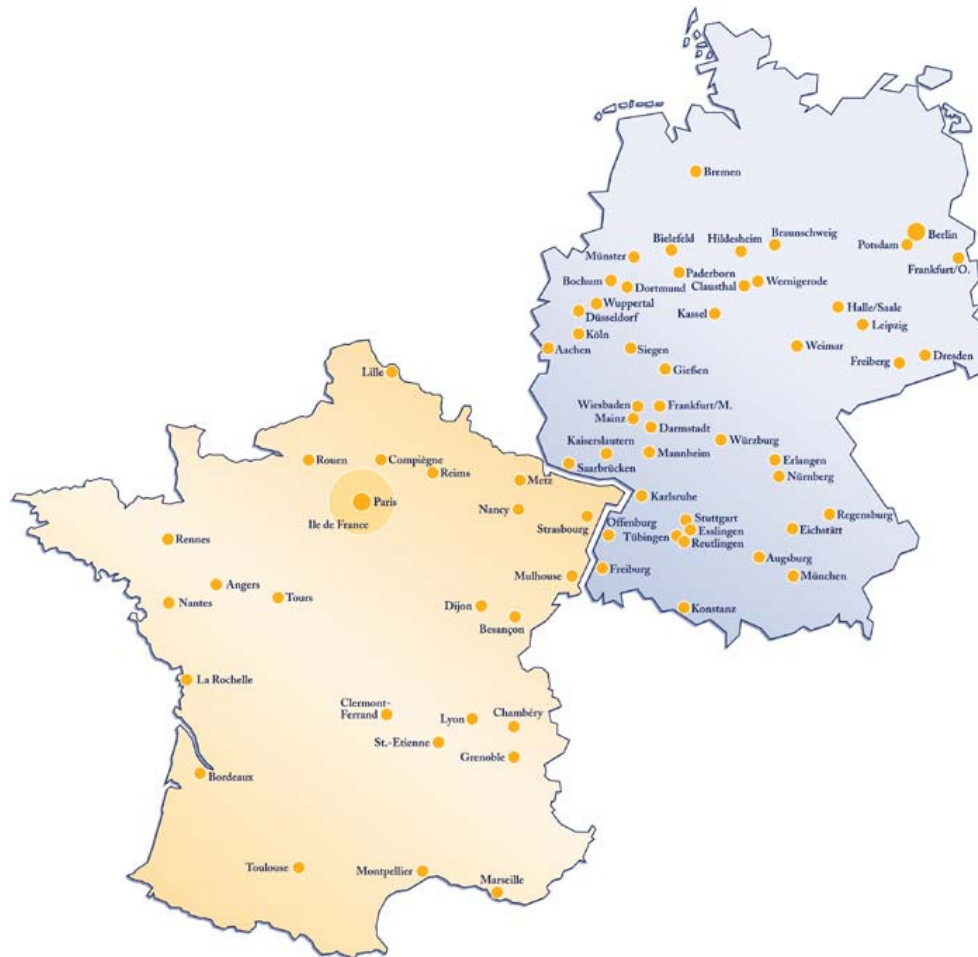 Bremen
Berlin
Potsdam
Frankfurt/O.
Braunschweig
Hildesheim
Bielefeld
Münster
Paderborn
Clausthal
Wernigerode
Bochum
Dortmund
Wuppertal
Düsseldorf
Kassel
Halle/Saale
Leipzig
Köln
Aachen
Siegen
Weimar
Freiberg
Dresden
Gießen
Wiesbaden
Frankfurt/M.
Mainz
Darmstadt
Würzburg
Kaiserslautern
Mannheim
Saarbrücken
Erlangen
Nürnberg
Karlsruhe
Offenburg
Stuttgart
Esslingen
Tübingen
Reutlingen
Regensburg
Eichstätt
Augsburg
München
Freiburg
Konstanz
Lille
Rouen
Compiègne
Reims
Metz
Paris
Ile de France
Nancy
Strasbourg
Rennes
Mulhouse
Angers
Nantes
Tours
Dijon
Besançon
La Rochelle
Clermont-
Ferrand
Lyon
Chambéry
St.-Etienne
Grenoble
Bordeaux
Toulouse
Montpellier
Marseille